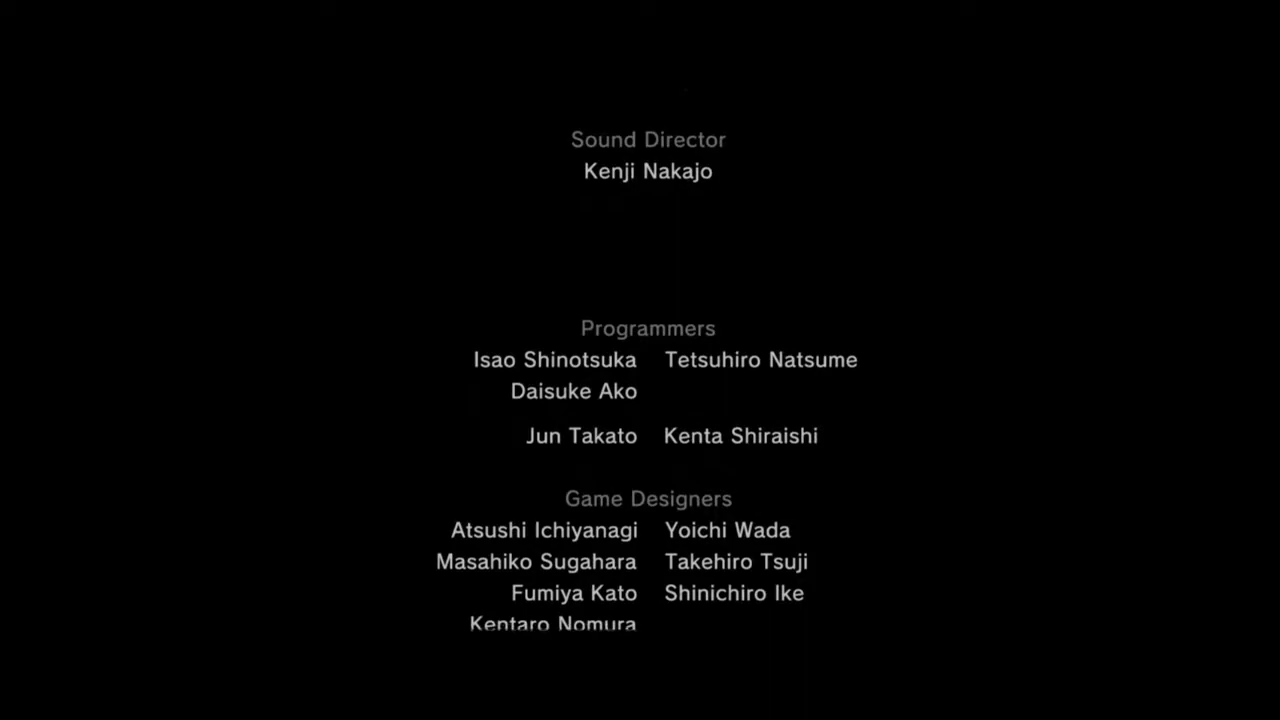 Sound Director
Kenji Nakajo
Programmers
Isao Shinotsuka Tetsuhiro Natsume
Daisuke Ako
Jun Takato Kenta Shiraishi
Game Designers
Atsushi Ichiyanagi Yoichi Wada
Masahiko Sugahara Takehiro Tsuji
Fumiya Kato Shinichiro Ike
Kentaro Nomura